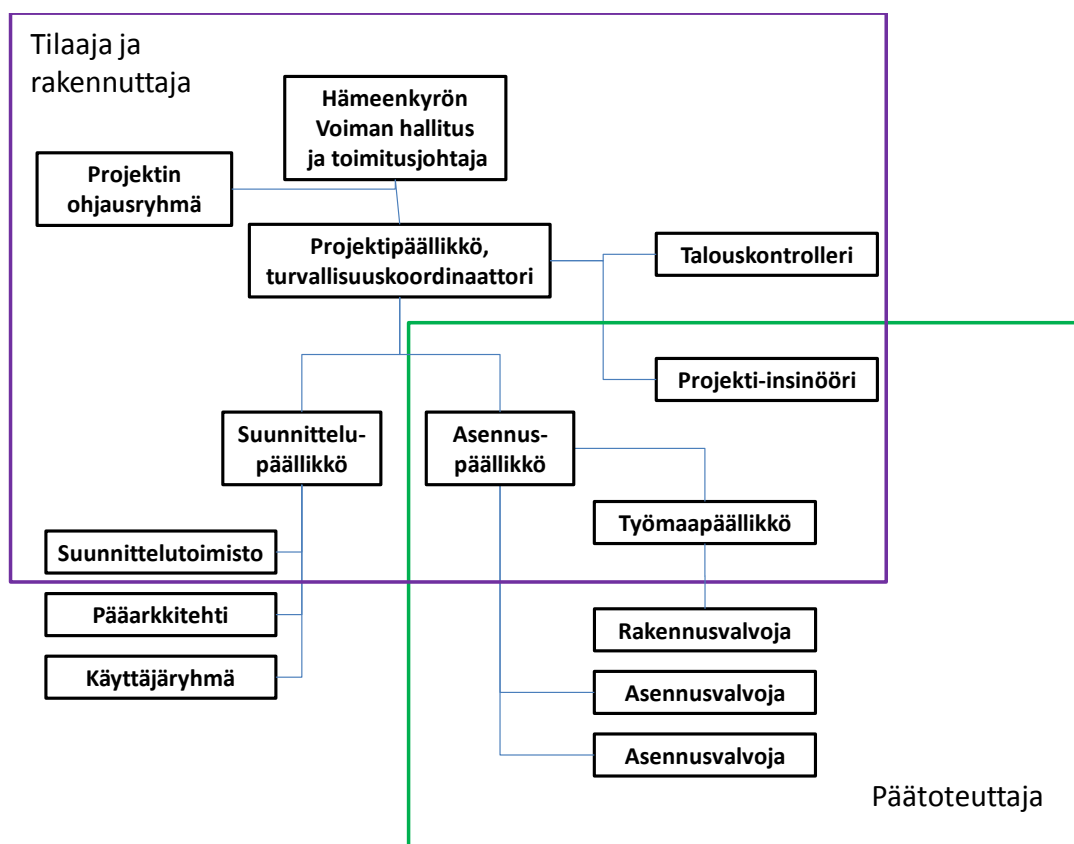 Tilaaja ja
rakennuttaja
Hämeenkyrön
Voiman hallitus
ja toimitusjohtaja
Projektin
ohjausryhmä
Projektipäällikkö,
turvallisuuskoordinaattori
Talouskontrolleri
Projekti-insinööri
Suunnittelu-
päällikkö
Asennus-
päällikkö
Työmaapäällikkö
Suunnittelutoimisto
Pääarkkitehti
Rakennusvalvoja
Käyttäjäryhmä
Asennusvalvoja
Asennusvalvoja
Päätoteuttaja